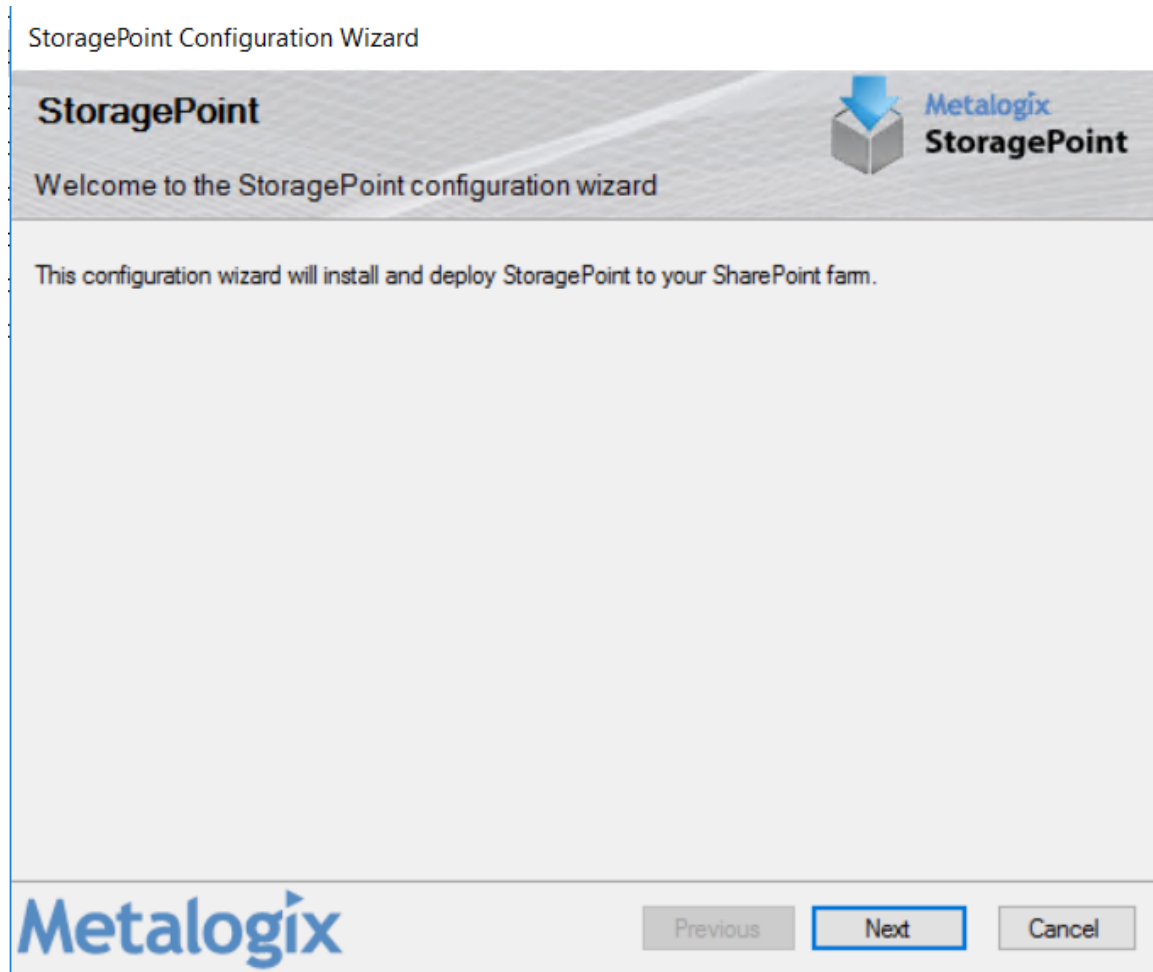 StoragePoint Configuration Wizard
StoragePoint
Metalogix
StoragePoint
Welcome to the StoragePoint configuration wizard
This configuration wizard will install and deploy StoragePoint to your SharePoint farm.
Metalogix
Previous
Next
Cancel